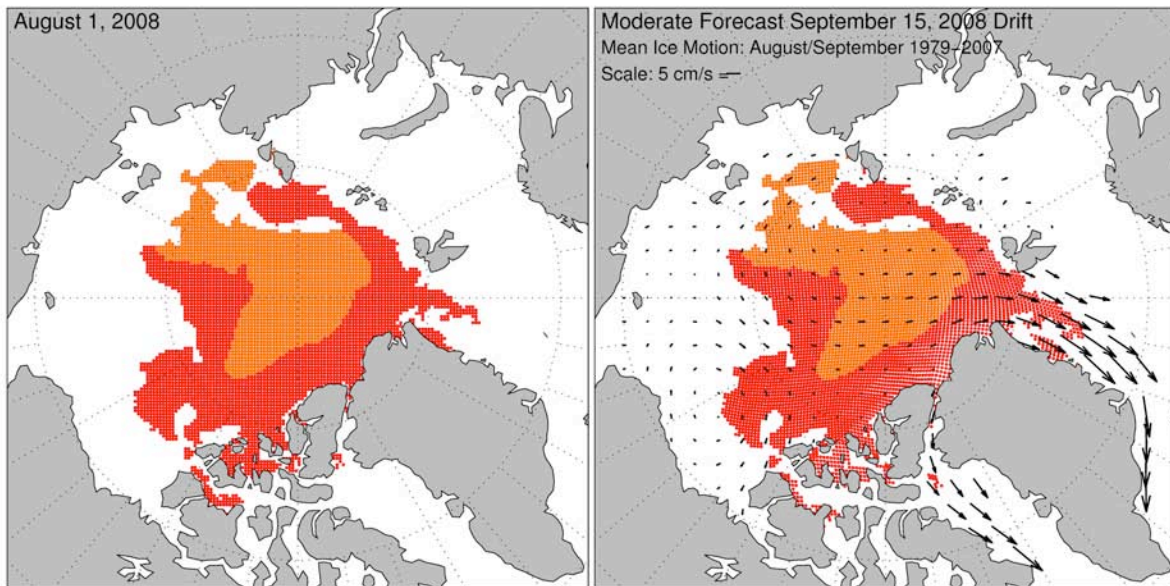 August 1, 2008
Moderate Forecast September 15, 2008 Drift
Mean Ice Motion: August/September 1979–2007
Scale: 5 cm/s